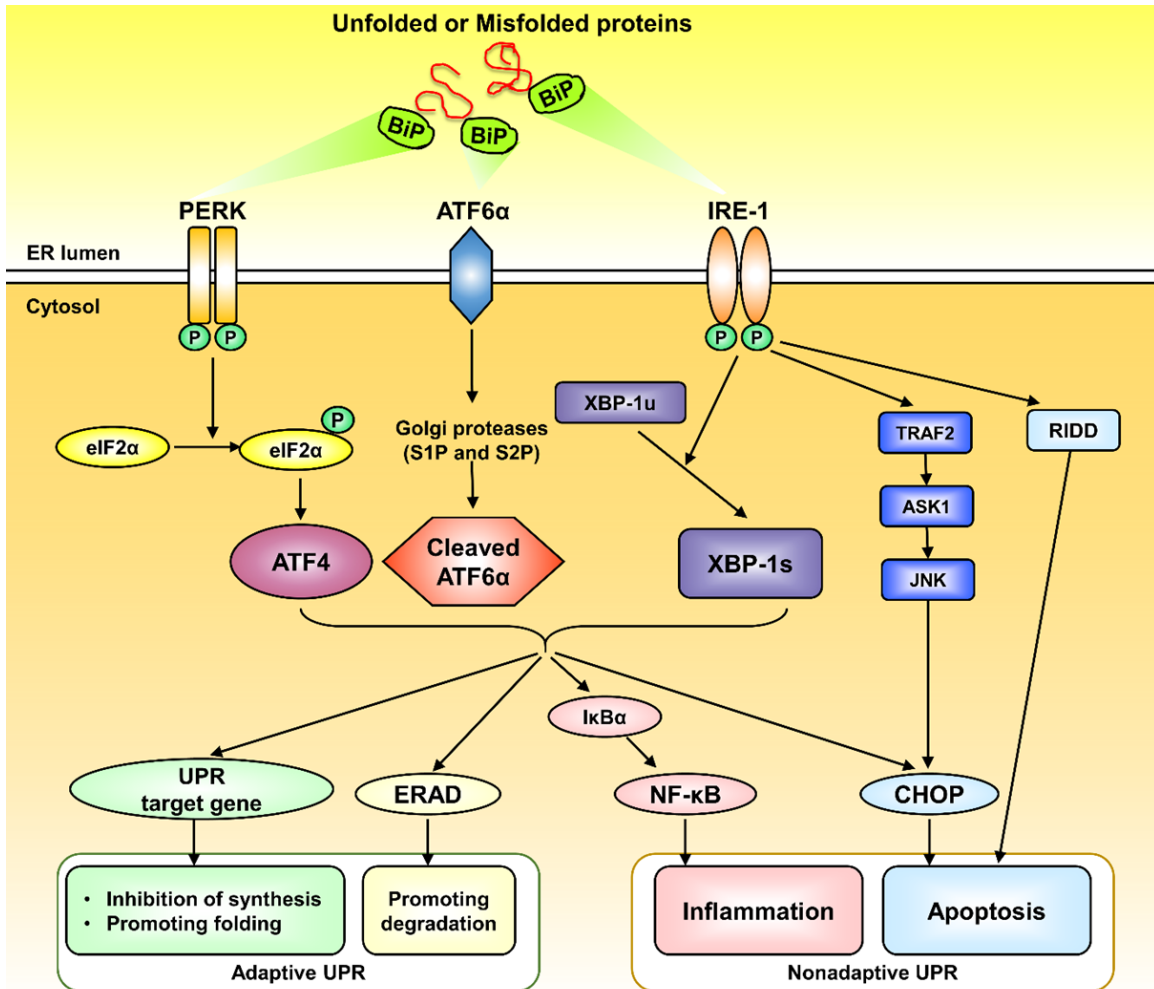 Unfolded or Misfolded proteins
BiP
BiP
BiP
PERK
ATF6α
IRE-1
ER lumen
Cytosol
P
P
P
P
XBP-1u
P
eIF2α
eIF2α
Golgi proteases
(S1P and S2P)
TRAF2
RIDD
ASK1
ATF4
Cleaved
ATF6α
XBP-1s
JNK
IκBα
UPR
target gene
ERAD
NF-κB
CHOP
• Inhibition of synthesis
• Promoting folding
Promoting
degradation
Inflammation
Apoptosis
Adaptive UPR
Nonadaptive UPR